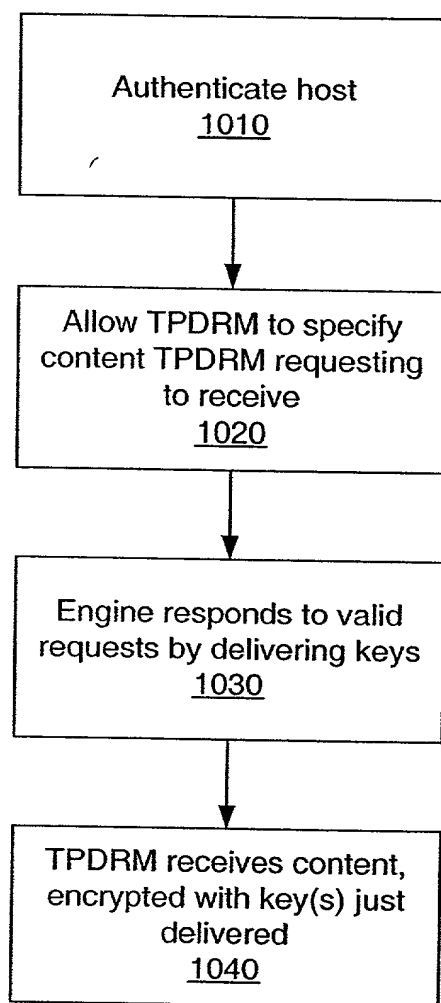 Authenticate host
1010
Allow TPDRM to specify
content TPDRM requesting
to receive
1020
Engine responds to valid
requests by delivering keys
1030
TPDRM receives content,
encrypted with key(s) just
delivered
1040